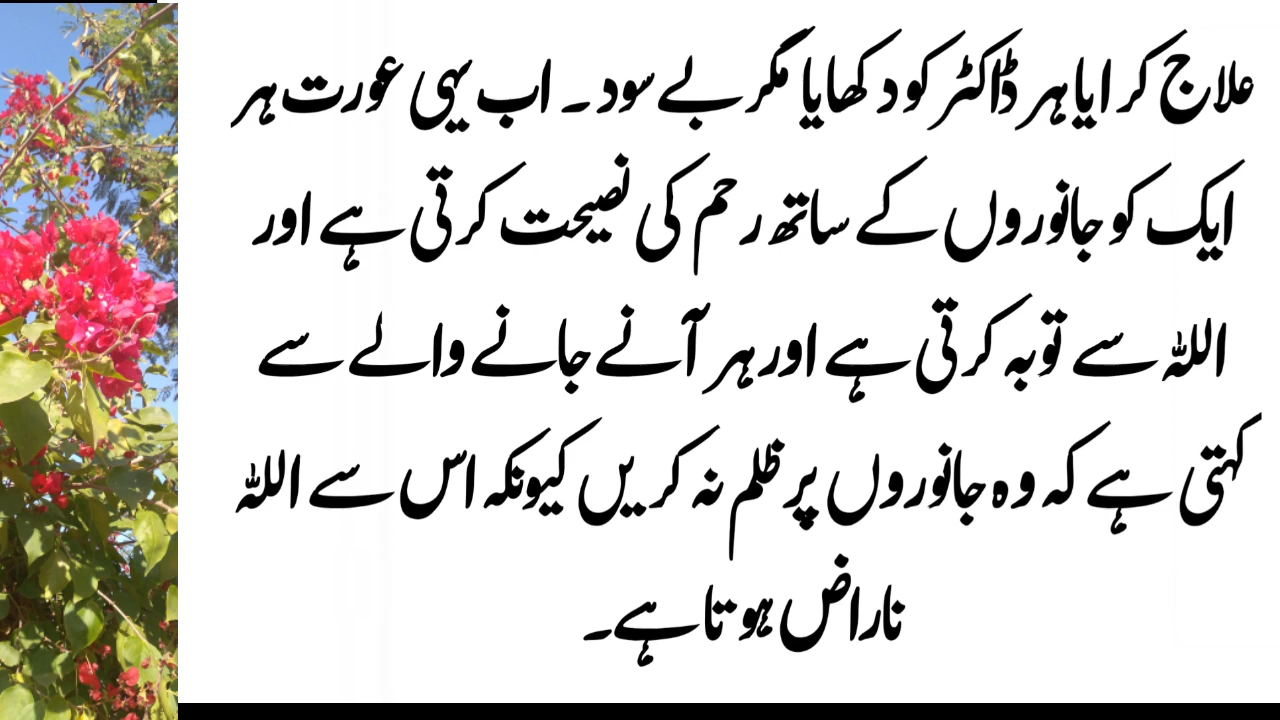 علاج کرایا ہر ڈاکٹر کو دکھایا مگر بے سود۔ اب یہی عورت ہر
ایک کو جانوروں کے ساتھ رحم کی نصیحت کرتی ہے اور
اللہ سے توبہ کرتی ہے اور ہر آنے جانے والے سے
کہتی ہے کہ وہ جانوروں پر ظلم نہ کریں کیونکہ اس سے اللہ
ناراض ہوتا ہے۔